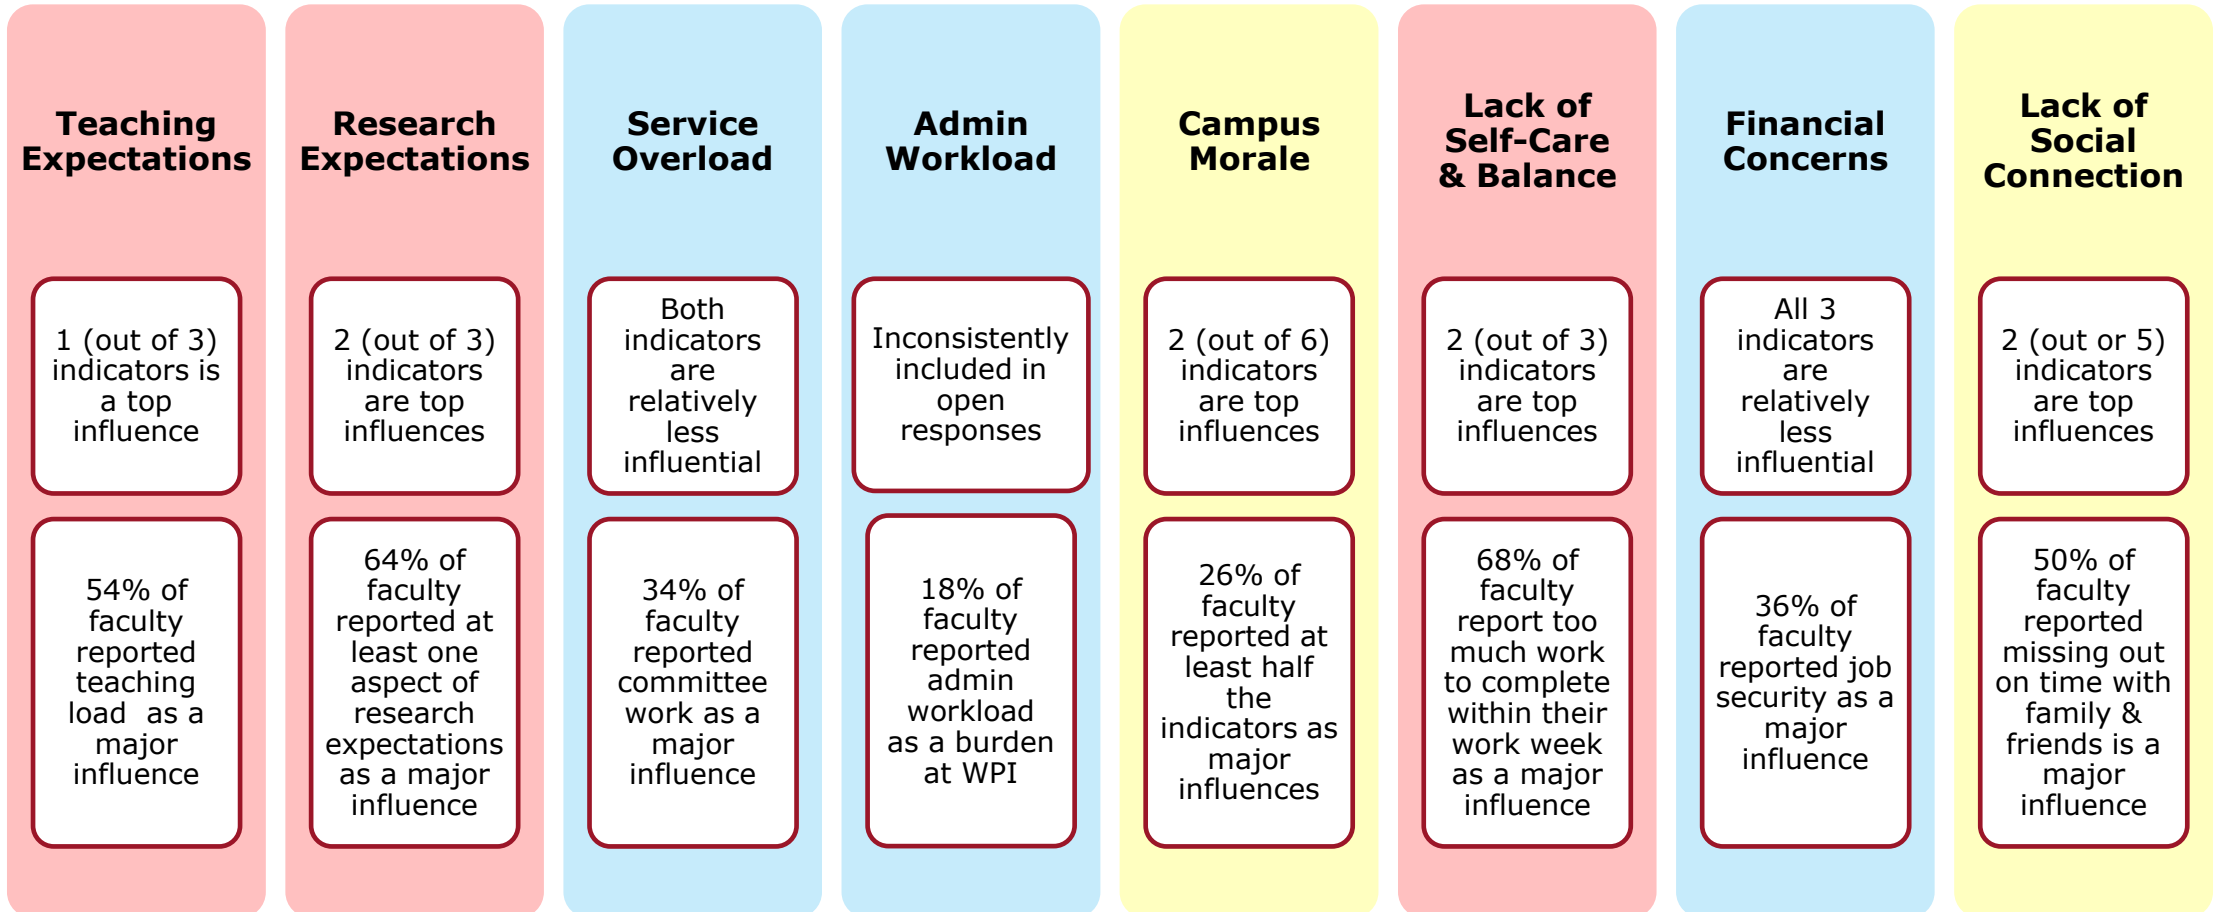 Teaching
Expectations
1 (out of 3)
indicators is
a top
influence
54% of
faculty
reported
teaching
load as a
major
influence
Research
Expectations
2 (out of 3)
indicators
are top
influences
64% of
faculty
reported at
least one
aspect of
research
expectations
as a major
influence
Service
Overload
Both
indicators
are
relatively
less
influential
34% of
faculty
reported
committee
work as a
major
influence
Admin
Workload
Inconsistently
included in
open
responses
18% of
faculty
reported
admin
workload
as a burden
at WPI
Campus
Morale
2 (out of 6)
indicators
are top
influences
26% of
faculty
reported at
least half
the
indicators as
major
influences
Lack of
Self-Care
& Balance
2 (out of 3)
indicators
are top
influences
68% of
faculty
report too
much work
to complete
within their
work week
as a major
influence
Financial
Concerns
All 3
indicators
are
relatively
less
influential
36% of
faculty
reported job
security as a
major
influence
Lack of
Social
Connection
2 (out or 5)
indicators
are top
influences
50% of
faculty
reported
missing out
on time with
family &
friends is a
major
influence